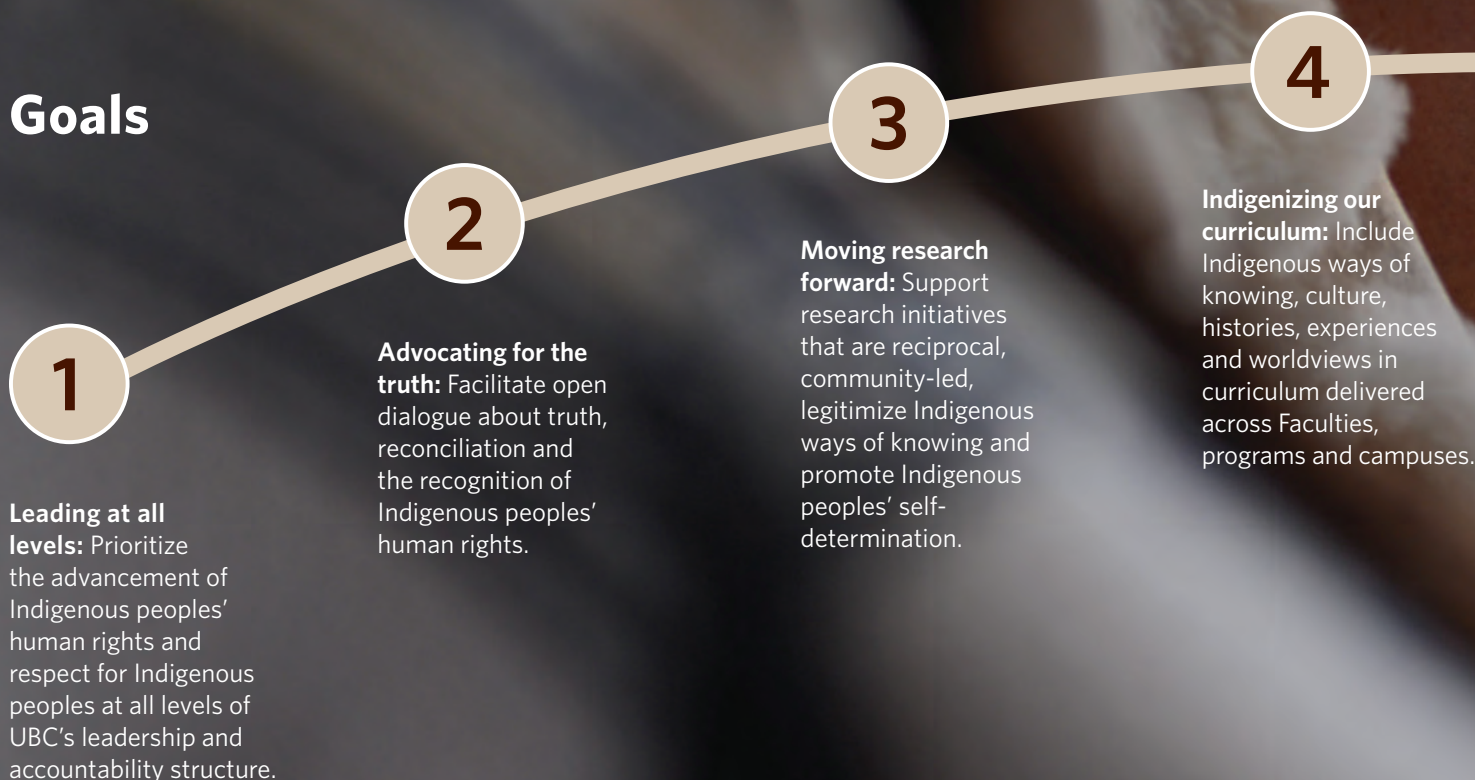 Goals
1
Leading at all
levels: Prioritize
the advancement of
Indigenous peoples’
human rights and
respect for Indigenous
peoples at all levels of
UBC’s leadership and
accountability structure.
2
Advocating for the
truth: Facilitate open
dialogue about truth,
reconciliation and
the recognition of
Indigenous peoples’
human rights.
3
Moving research
forward: Support
research initiatives
that are reciprocal,
community-led,
legitimize Indigenous
ways of knowing and
promote Indigenous
peoples’ self-
determination.
4
Indigenizing our
curriculum: Include
Indigenous ways of
knowing, culture,
histories, experiences
and worldviews in
curriculum delivered
across Faculties,
programs and campuses.